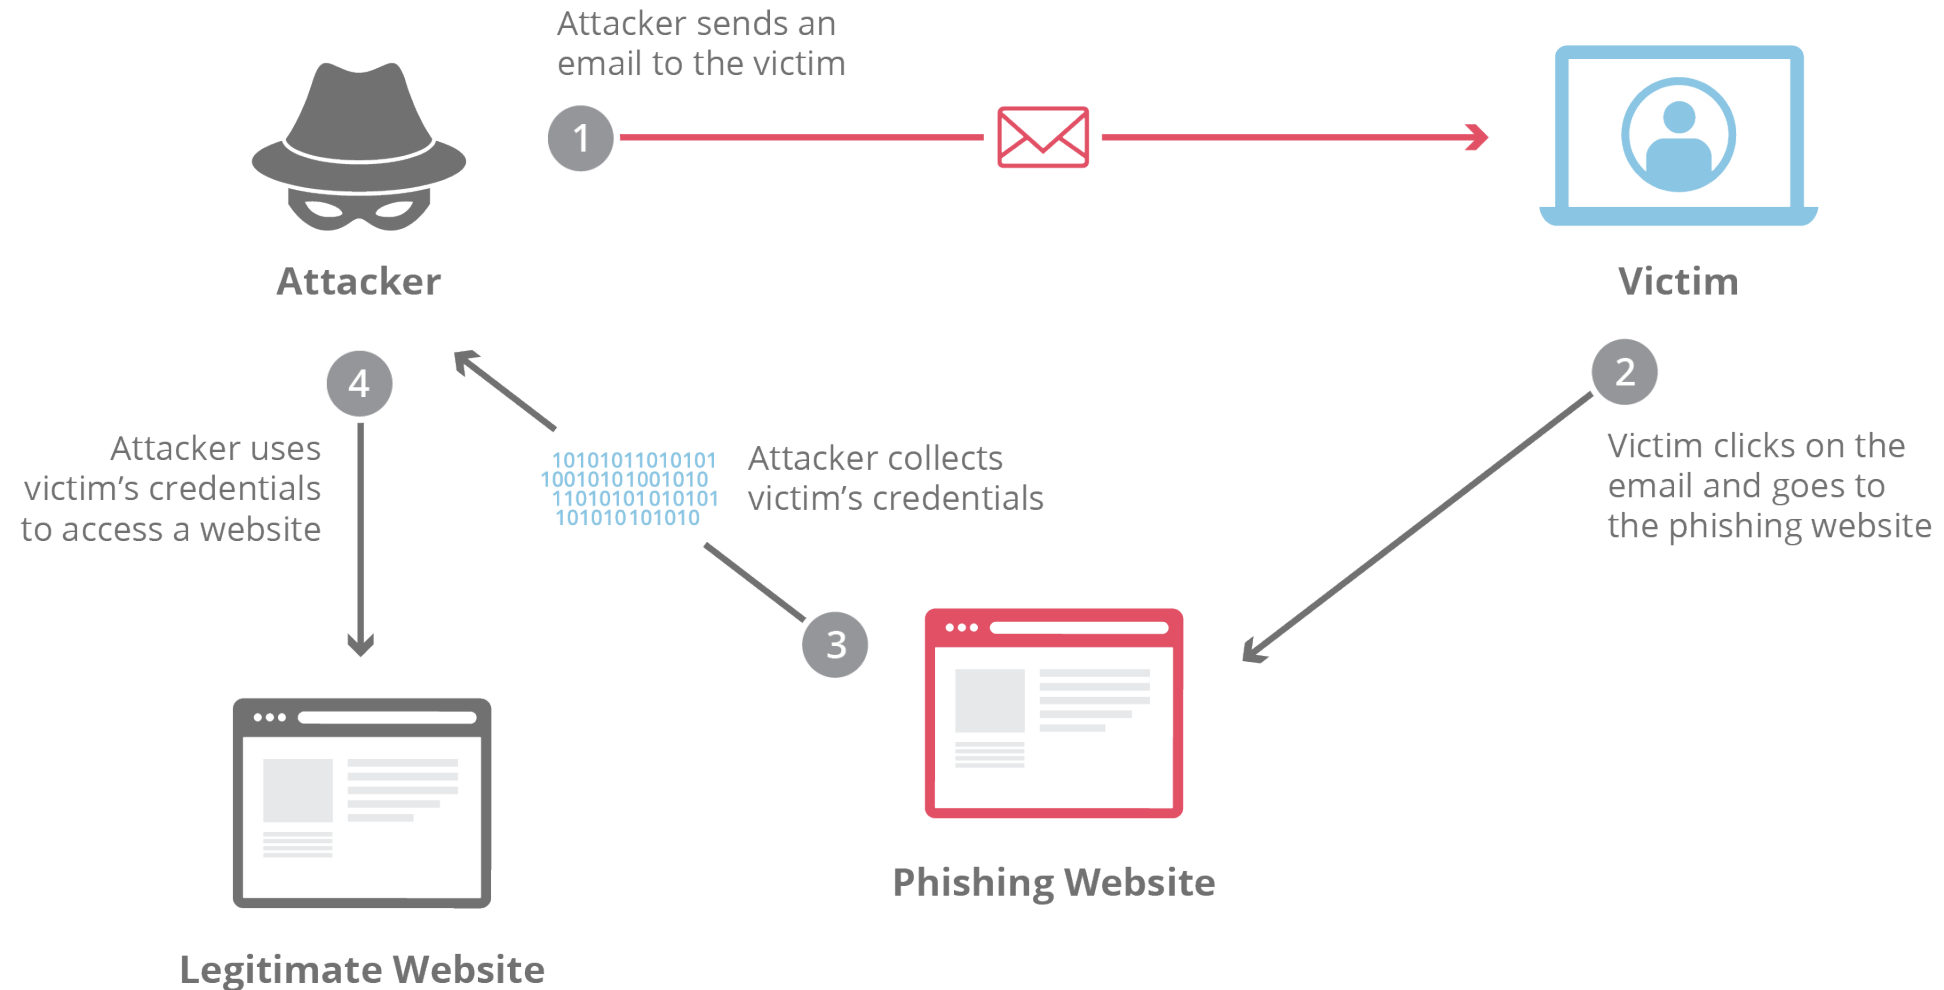 Attacker sends an
email to the victim
1
Attacker
Victim
4
2
Attacker uses
victim’s credentials
to access a website
10101011010101
10010101001010
11010101010101
101010101010
Attacker collects
victim’s credentials
Victim clicks on the
email and goes to
the phishing website
3
Phishing Website
Legitimate Website